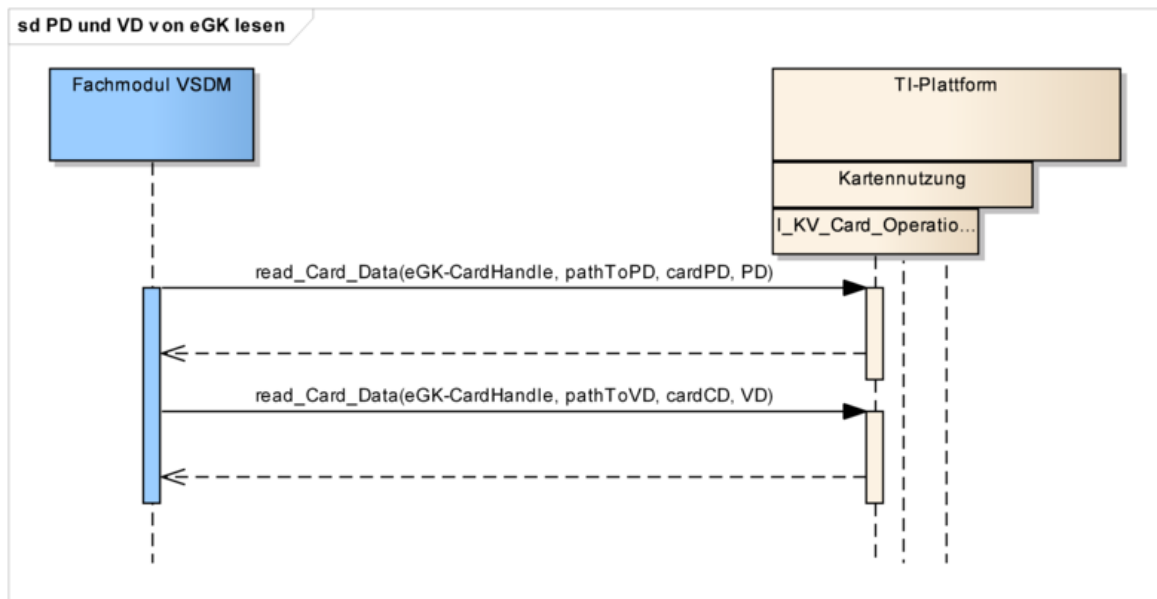 sd PD und VD von eGK lesen
Fachmodul VSDM
TI-Plattform
Kartennutzung
I_KV_Card_Operatio...
read_Card_Data(eGK-CardHandle, pathToPD, cardPD, PD)
read_Card_Data(eGK-CardHandle, pathToVD, cardCD, VD)